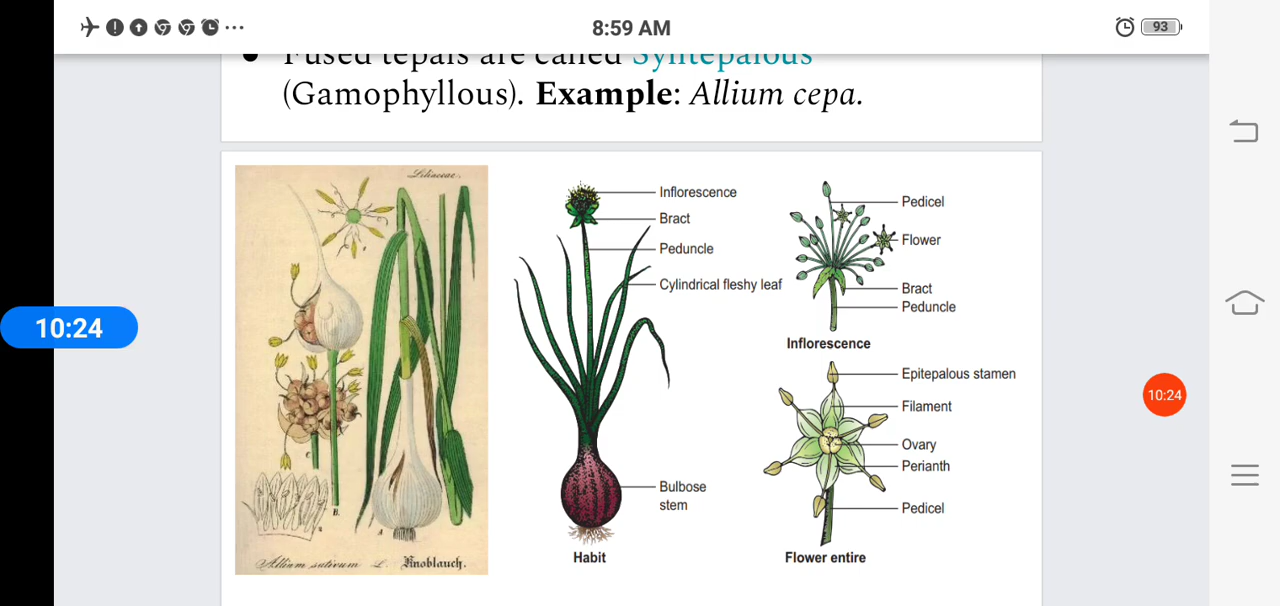 8:59 AM
93
Fused tepals are called Syntepalous
(Gamophyllous). Example: Allium cepa.
10:24
10:24
Liliaceae.
A
B.
Allium sativum L. Knoblauch.
Inflorescence
Bract
Peduncle
Cylindrical fleshy leaf
Bulbose
stem
Habit
Pedicel
Flower
Bract
Peduncle
Inflorescence
Epitepalous stamen
Filament
Ovary
Perianth
Pedicel
Flower entire